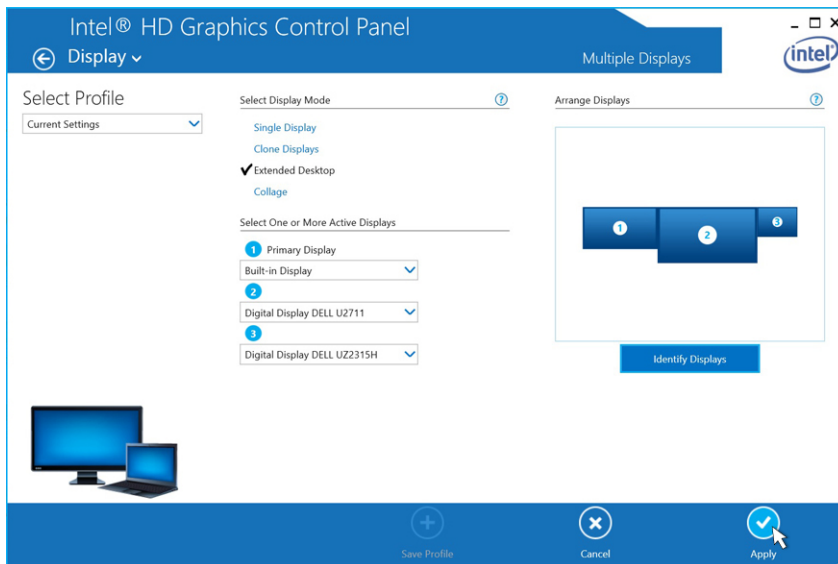 Intel® HD Graphics Control Panel
Display
Multiple Displays
intel
Select Profile
Current Settings
Select Display Mode
?
Single Display
Clone Displays
Extended Desktop
Collage
Select One or More Active Displays
1 Primary Display
Built-in Display
2
Digital Display DELL U2711
3
Digital Display DELL UZ2315H
Arrange Displays
?
1
2
3
Identify Displays
Save Profile
Cancel
Apply